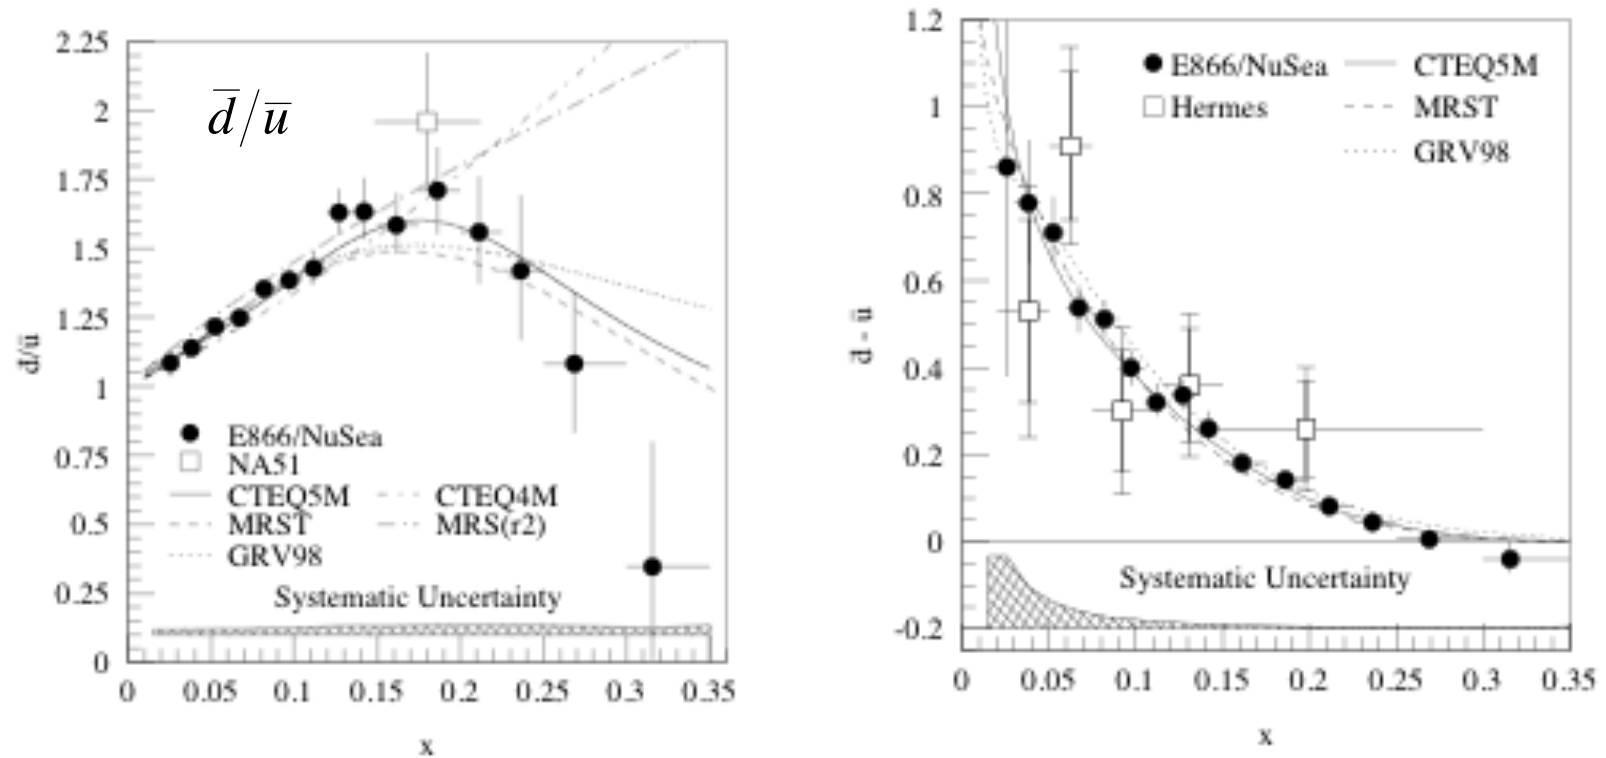 2.25
2
1.75
1.5
1.25
1
0.75
0.5
0.25
0
d̅/u̅
d̅/u̅
E866/NuSea
NA51
CTEQ5M CTEQ4M
MRST MRS(r2)
GRV98
Systematic Uncertainty
0 0.05 0.1 0.15 0.2 0.25 0.3 0.35
x
1.2
1
0.8
0.6
0.4
0.2
0
-0.2
d̅ - u̅
E866/NuSea CTEQ5M
Hermes MRST
GRV98
Systematic Uncertainty
0 0.05 0.1 0.15 0.2 0.25 0.3 0.35
x